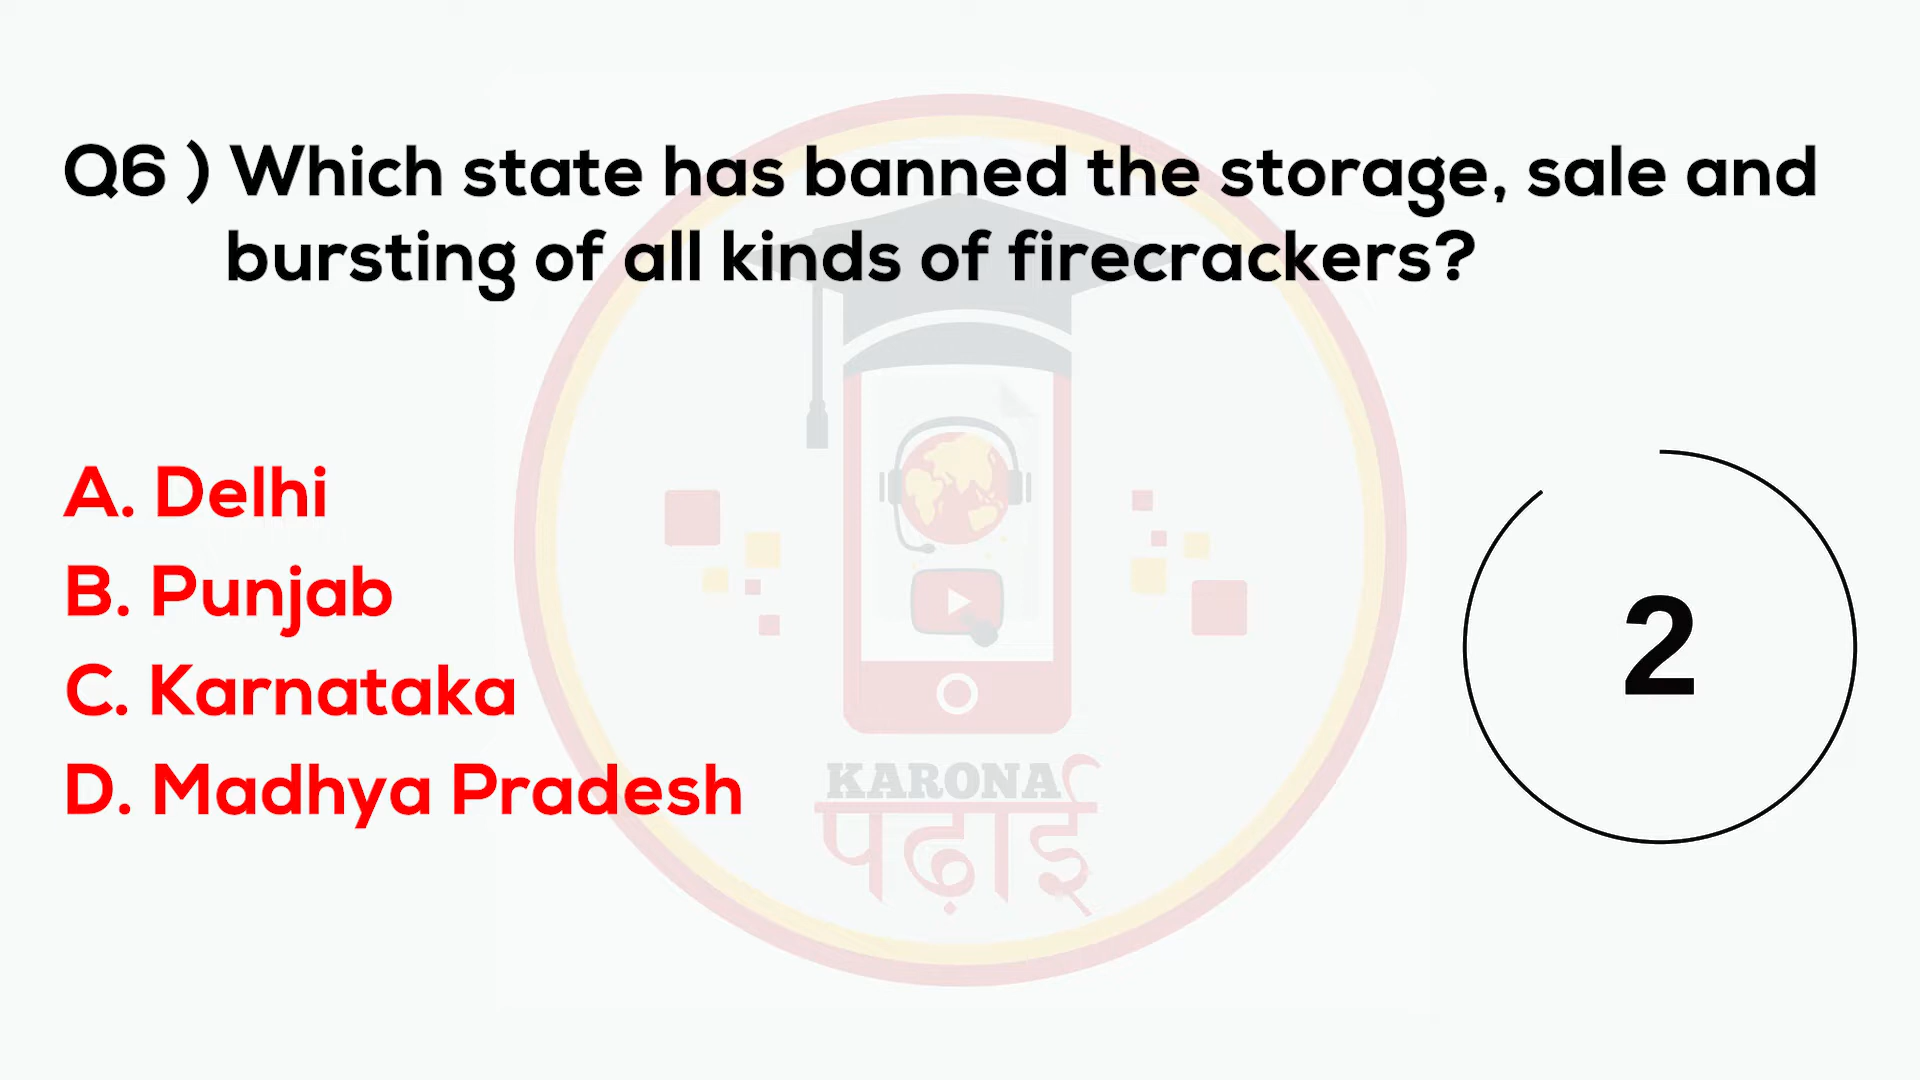 Q6 ) Which state has banned the storage, sale and
bursting of all kinds of firecrackers?
A. Delhi
B. Punjab
C. Karnataka
D. Madhya Pradesh
2
KARONA
पढ़ाई